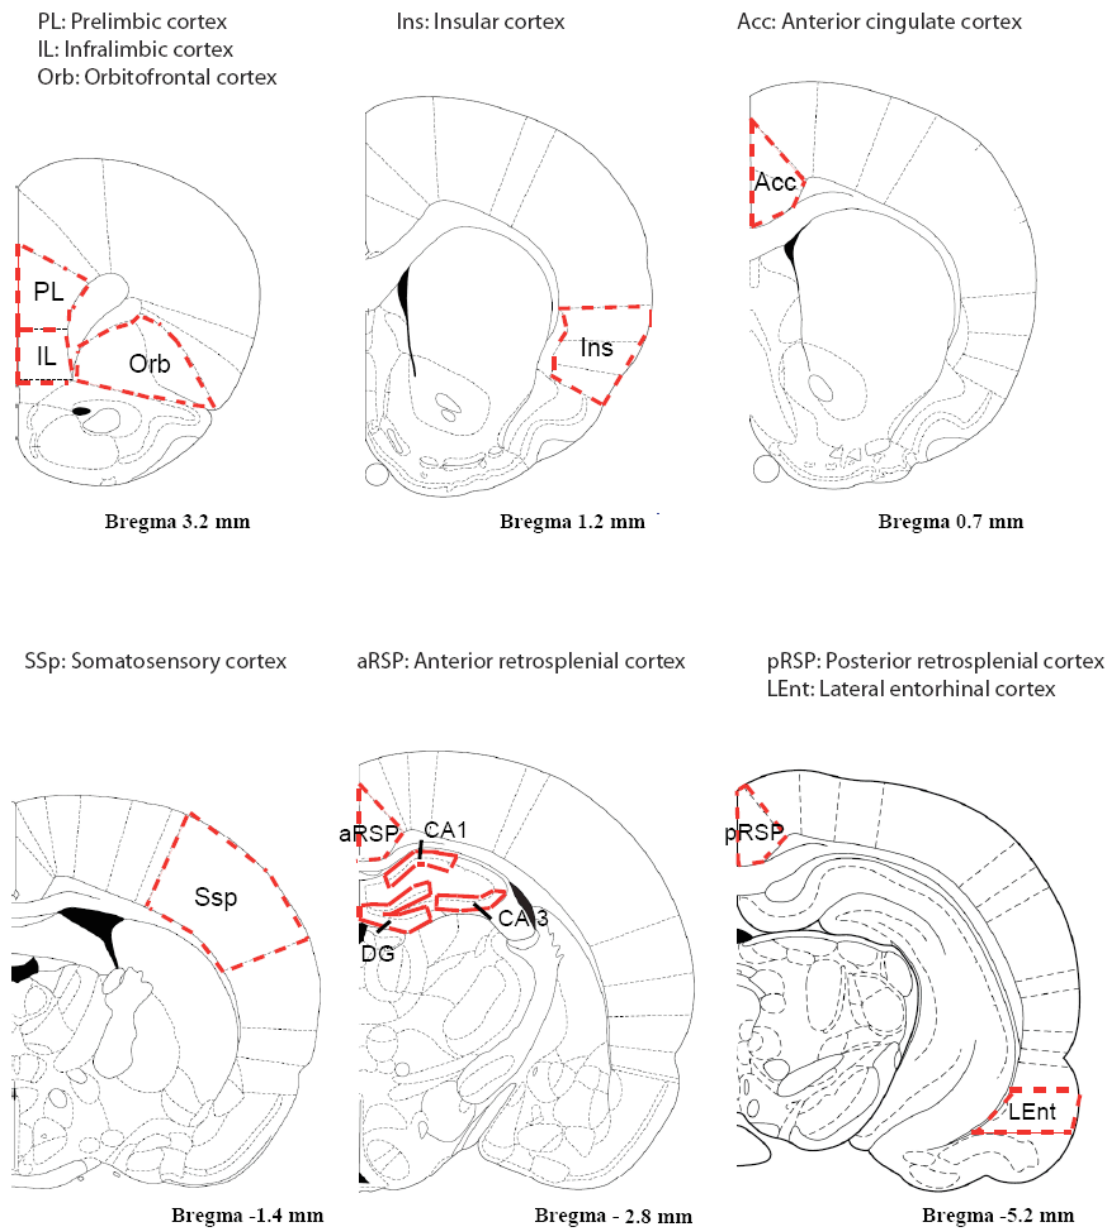 PL: Prelimbic cortex
IL: Infralimbic cortex
Orb: Orbitofrontal cortex
Ins: Insular cortex
Acc: Anterior cingulate cortex
PL
IL
Orb
Ins
Acc
Bregma 3.2 mm
Bregma 1.2 mm
Bregma 0.7 mm
SSp: Somatosensory cortex
aRSP: Anterior retrosplenial cortex
pRSP: Posterior retrosplenial cortex
LEnt: Lateral entorhinal cortex
Ssp
aRSP
CA1
CA3
DG
pRSP
LEnt
Bregma -1.4 mm
Bregma - 2.8 mm
Bregma -5.2 mm